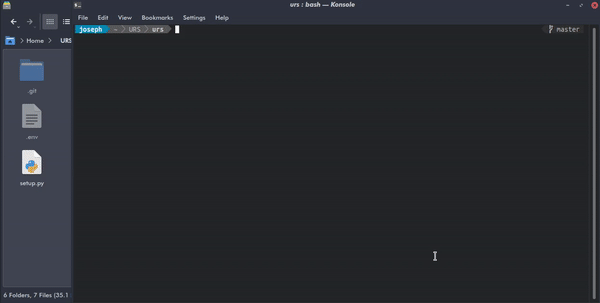 urs : bash — Konsole
File Edit View Bookmarks Settings Help
Home URS
joseph ~ URS urs master
.git
.env
setup.py
6 Folders, 7 Files (35.1